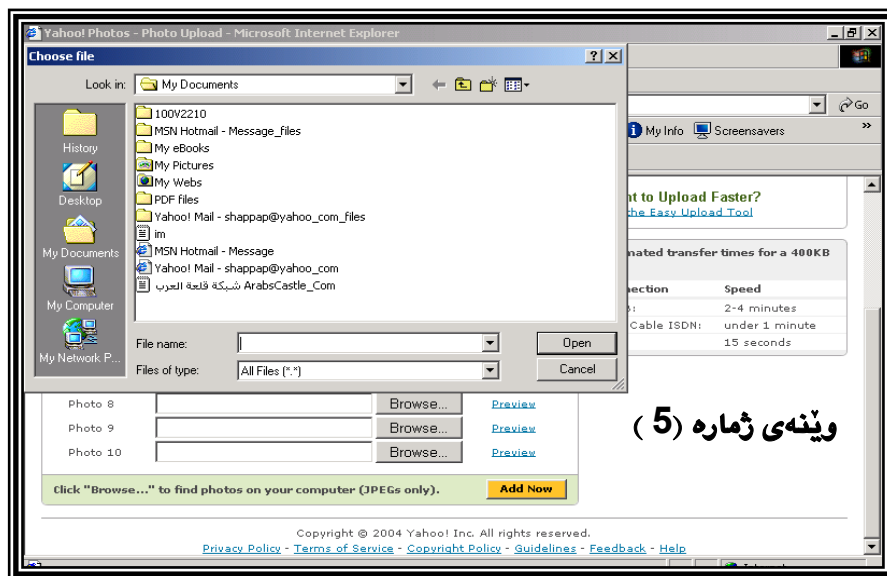 Yahoo! Photos - Photo Upload - Microsoft Internet Explorer
Choose file
Look in: My Documents
Go
My Info Screensavers »
History
Desktop
My Documents
My Computer
My Network P...
100V2210
MSN Hotmail - Message_files
My eBooks
My Pictures
My Webs
PDF files
Yahoo! Mail - shappap@yahoo_com_files
im
MSN Hotmail - Message
Yahoo! Mail - shappap@yahoo_com
شبكة قلعة العرب ArabsCastle_Com
File name: Open
Files of type: All Files (*.*) Cancel
nt to Upload Faster?
the Easy Upload Tool
mated transfer times for a 400KB
nection Speed
: 2-4 minutes
Cable ISDN: under 1 minute
15 seconds
Photo 8 Browse... Preview
Photo 9 Browse... Preview
Photo 10 Browse... Preview
وێنەی ژمارە (5 )
Click "Browse..." to find photos on your computer (JPEGs only). Add Now
Copyright © 2004 Yahoo! Inc. All rights reserved.
Privacy Policy - Terms of Service - Copyright Policy - Guidelines - Feedback - Help